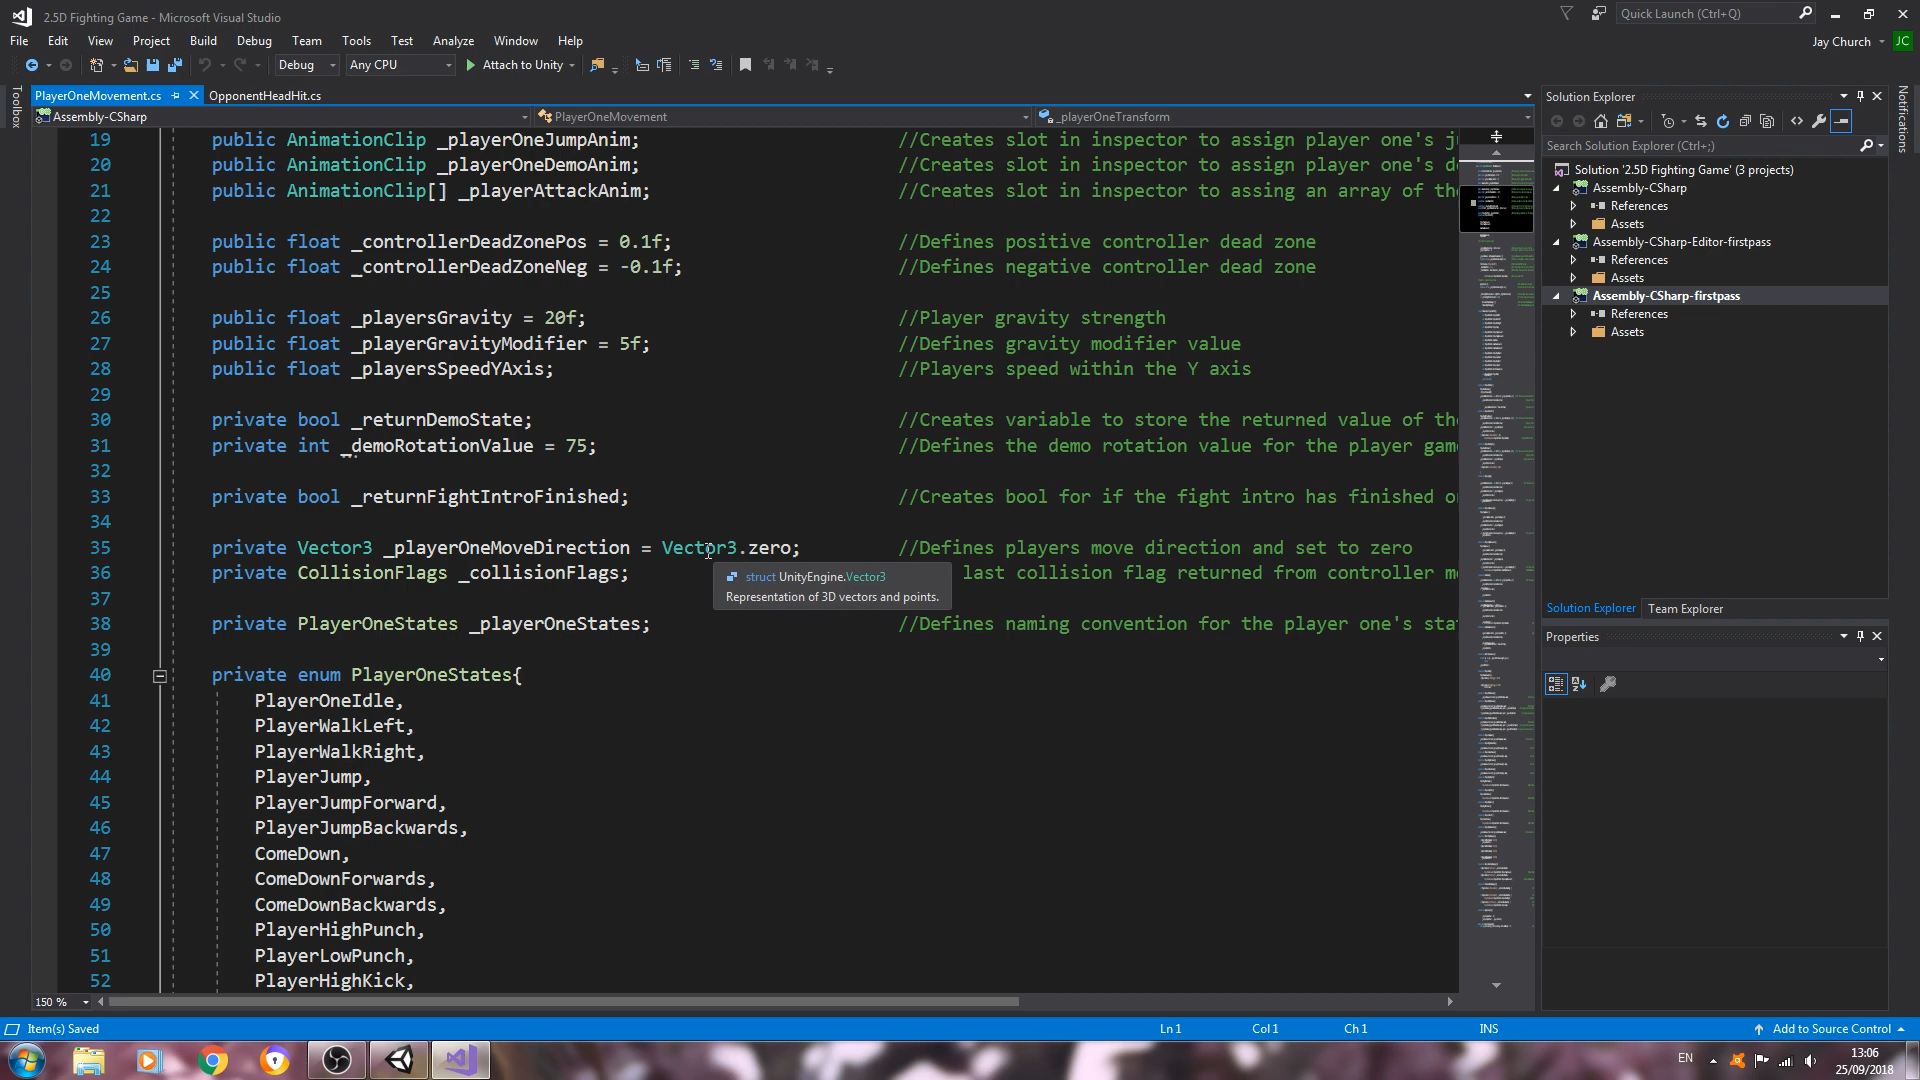 2.5D Fighting Game - Microsoft Visual Studio
Quick Launch (Ctrl+Q)
File Edit View Project Build Debug Team Tools Test Analyze Window Help
Jay Church JC
Debug Any CPU Attach to Unity
Toolbox
PlayerOneMovement.cs OpponentHeadHit.cs
Assembly-CSharp PlayerOneMovement _playerOneTransform
19 public AnimationClip _playerOneJumpAnim; //Creates slot in inspector to assign player one's j
20 public AnimationClip _playerOneDemoAnim; //Creates slot in inspector to assign player one's d
21 public AnimationClip[] _playerAttackAnim; //Creates slot in inspector to assing an array of th
22
23 public float _controllerDeadZonePos = 0.1f; //Defines positive controller dead zone
24 public float _controllerDeadZoneNeg = -0.1f; //Defines negative controller dead zone
25
26 public float _playersGravity = 20f; //Player gravity strength
27 public float _playerGravityModifier = 5f; //Defines gravity modifier value
28 public float _playersSpeedYAxis; //Players speed within the Y axis
29
30 private bool _returnDemoState; //Creates variable to store the returned value of th
31 private int _demoRotationValue = 75; //Defines the demo rotation value for the player gam
32
33 private bool _returnFightIntroFinished; //Creates bool for if the fight intro has finished o
34
35 private Vector3 _playerOneMoveDirection = Vector3.zero; //Defines players move direction and set to zero
36 private CollisionFlags _collisionFlags; last collision flag returned from controller m
struct UnityEngine.Vector3
Representation of 3D vectors and points.
37
38 private PlayerOneStates _playerOneStates; //Defines naming convention for the player one's sta
39
40 private enum PlayerOneStates{
41 PlayerOneIdle,
42 PlayerWalkLeft,
43 PlayerWalkRight,
44 PlayerJump,
45 PlayerJumpForward,
46 PlayerJumpBackwards,
47 ComeDown,
48 ComeDownForwards,
49 ComeDownBackwards,
50 PlayerHighPunch,
51 PlayerLowPunch,
52 PlayerHighKick,
150 %
Solution Explorer
Search Solution Explorer (Ctrl+;)
Solution '2.5D Fighting Game' (3 projects)
Assembly-CSharp
References
Assets
Assembly-CSharp-Editor-firstpass
References
Assets
Assembly-CSharp-firstpass
References
Assets
Solution Explorer Team Explorer
Properties
Notifications
Item(s) Saved Ln 1 Col 1 Ch 1 INS Add to Source Control
EN 13:06
25/09/2018